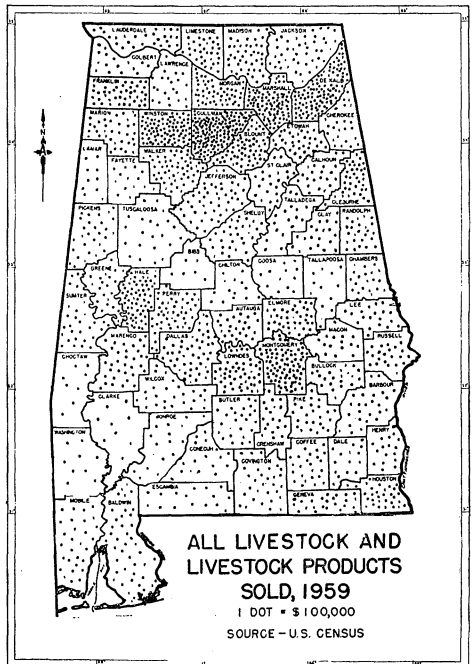 LAUDERDALE
LIMESTONE
MADISON
JACKSON
COLBERT
LAWRENCE
FRANKLIN
MORGAN
MARSHALL
DE KALB
MARION
WINSTON
CULLMAN
BLOUNT
ETOWAH
CHEROKEE
LAMAR
FAYETTE
WALKER
JEFFERSON
ST CLAIR
CALHOUN
CLEBURNE
PICKENS
TUSCALOOSA
SHELBY
TALLADEGA
CLAY
RANDOLPH
BIBB
GREENE
HALE
CHILTON
COOSA
TALLAPOOSA
CHAMBERS
SUMTER
PERRY
AUTAUGA
ELMORE
LEE
MARENGO
DALLAS
MACON
RUSSELL
CHOCTAW
LOWNDES
MONTGOMERY
BULLOCK
WILCOX
BARBOUR
CLARKE
BUTLER
PIKE
MONROE
CRENSHAW
COFFEE
DALE
HENRY
WASHINGTON
CONECUH
COVINGTON
ESCAMBIA
GENEVA
HOUSTON
MOBILE
BALDWIN
ALL LIVESTOCK AND
LIVESTOCK PRODUCTS
SOLD, 1959
1 DOT = $100,000
SOURCE – U.S. CENSUS